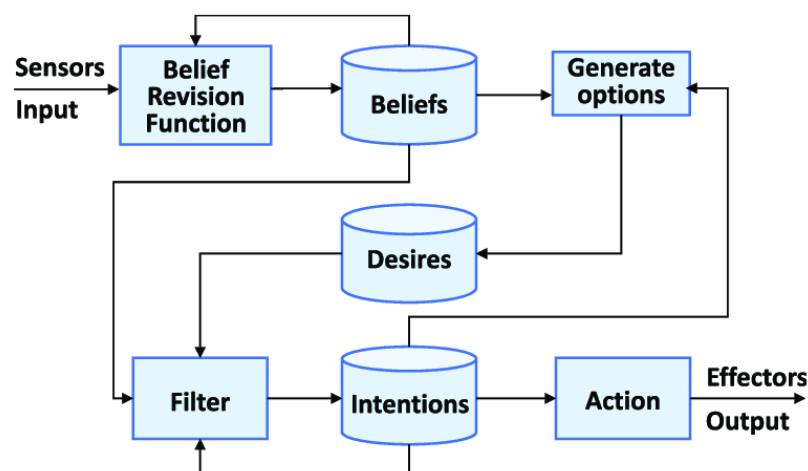 Sensors
Input
Belief
Revision
Function
Beliefs
Generate
options
Desires
Filter
Intentions
Action
Effectors
Output